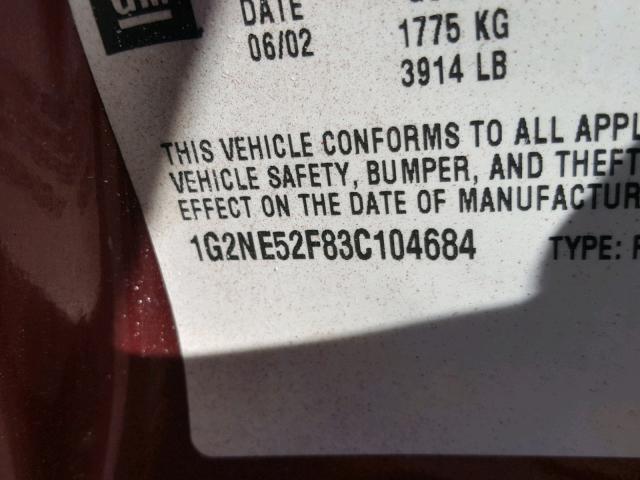 GM
DATE
06/02
1775 KG
3914 LB
THIS VEHICLE CONFORMS TO ALL APPL
VEHICLE SAFETY, BUMPER, AND THEFT
EFFECT ON THE DATE OF MANUFACTUR
1G2NE52F83C104684 TYPE: P